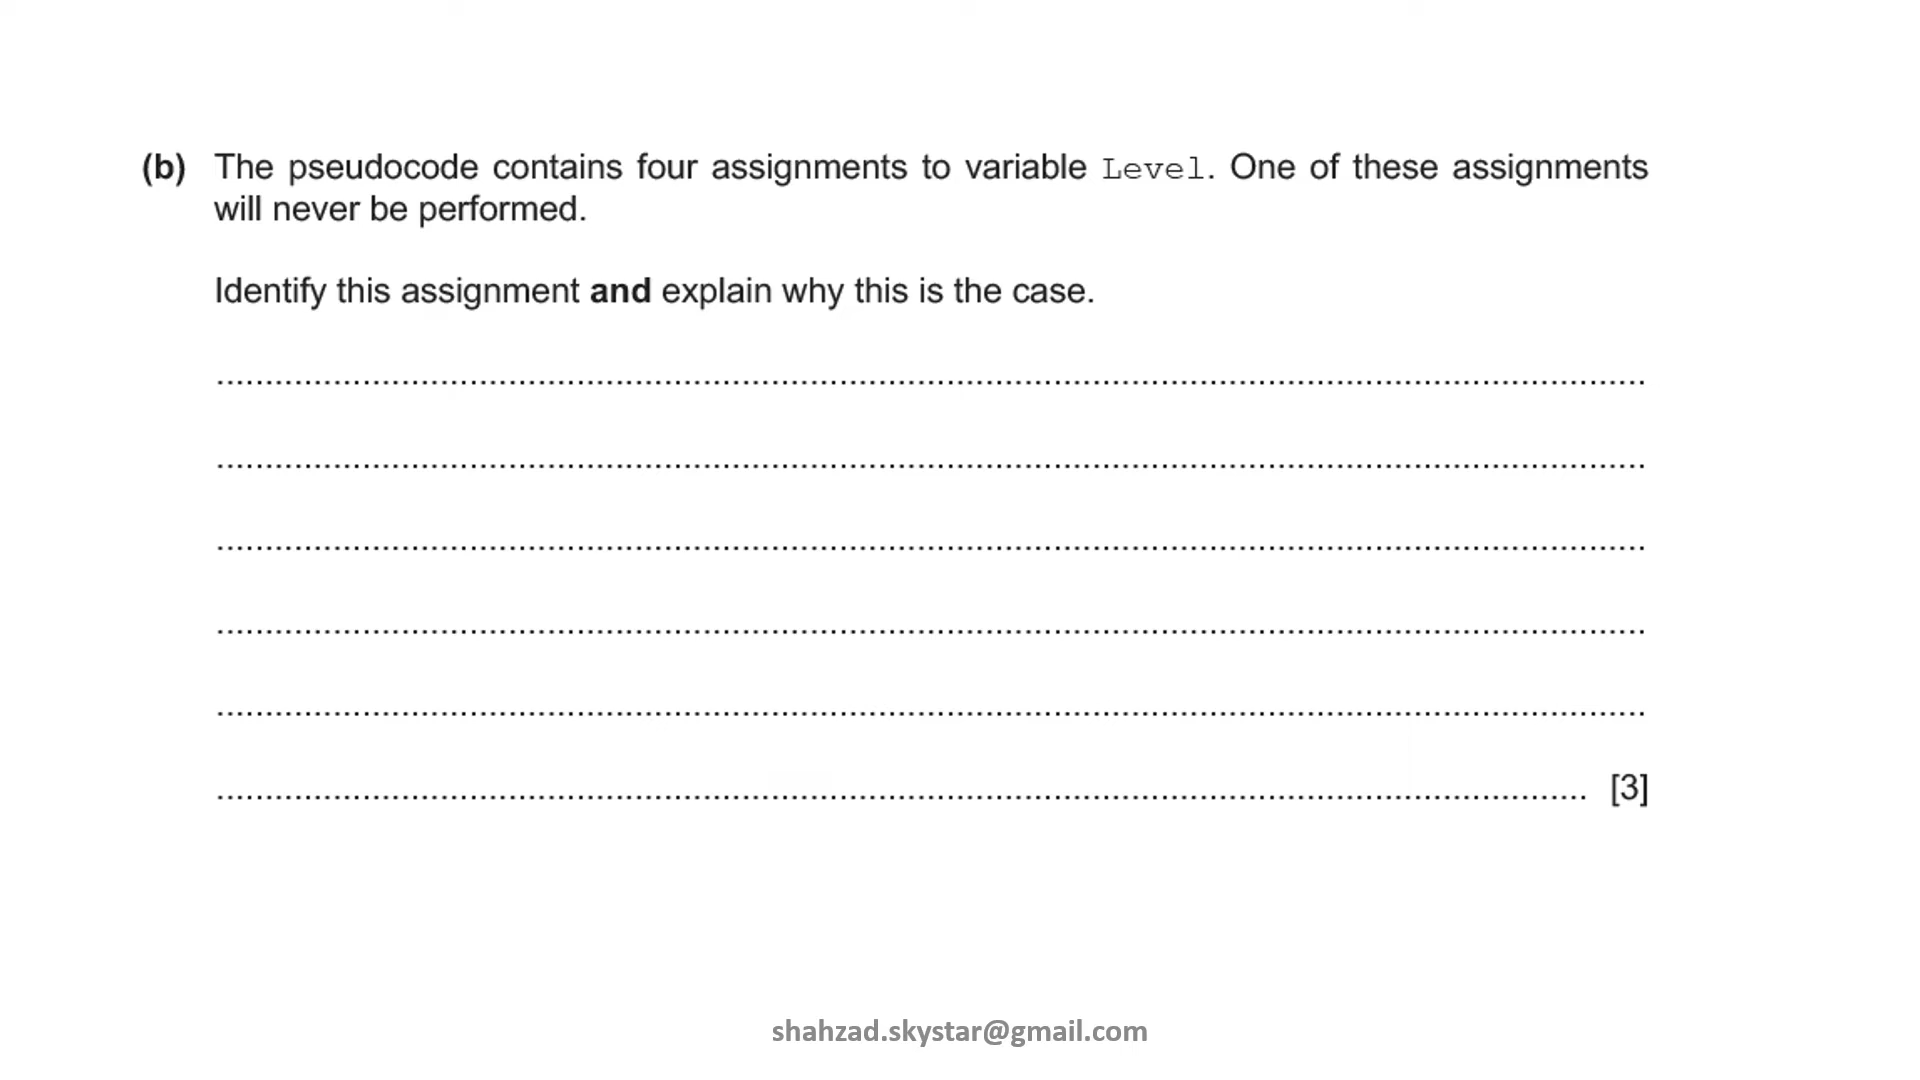 (b) The pseudocode contains four assignments to variable Level. One of these assignments
will never be performed.
Identify this assignment and explain why this is the case.
..........................................................................................
..........................................................................................
..........................................................................................
..........................................................................................
..........................................................................................
.......................................................................................... [3]
shahzad.skystar@gmail.com